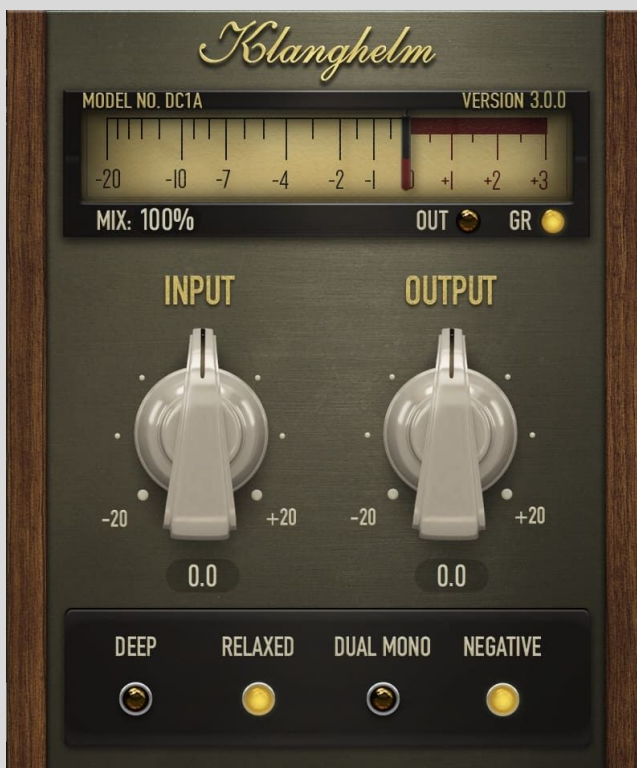 Klanghelm
MODEL NO. DC1A VERSION 3.0.0
-20 -10 -7 -4 -2 -1 0 +1 +2 +3
MIX: 100% OUT GR
INPUT OUTPUT
-20 +20 -20 +20
0.0 0.0
DEEP RELAXED DUAL MONO NEGATIVE